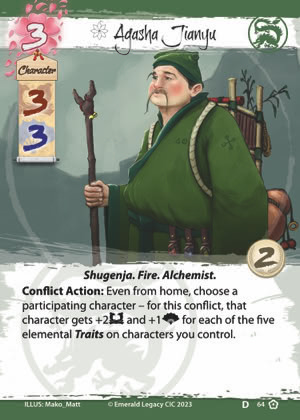 3
Agasha Jianyu
Character
3
3
2
Shugenja. Fire. Alchemist.
Conflict Action: Even from home, choose a
participating character – for this conflict, that
character gets +2 and +1 for each of the five
elemental Traits on characters you control.
ILLUS: Mako_Matt
© Emerald Legacy CIC 2023
D 64